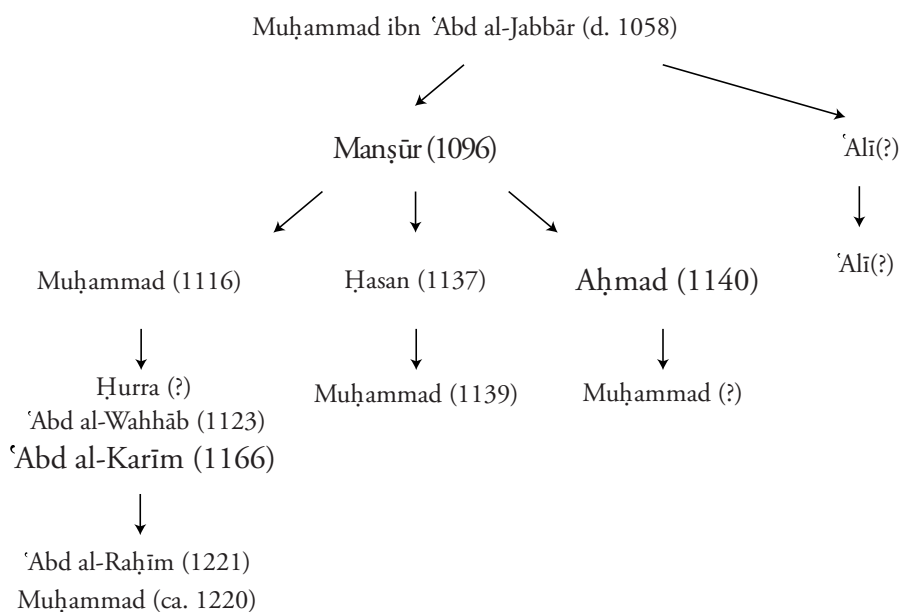 Muḥammad ibn ʿAbd al-Jabbār (d. 1058)
Manṣūr (1096)
ʿAlī(?)
Muḥammad (1116)
Ḥasan (1137)
Aḥmad (1140)
ʿAlī(?)
Ḥurra (?)
ʿAbd al-Wahhāb (1123)
ʿAbd al-Karīm (1166)
Muḥammad (1139)
Muḥammad (?)
ʿAbd al-Raḥīm (1221)
Muḥammad (ca. 1220)